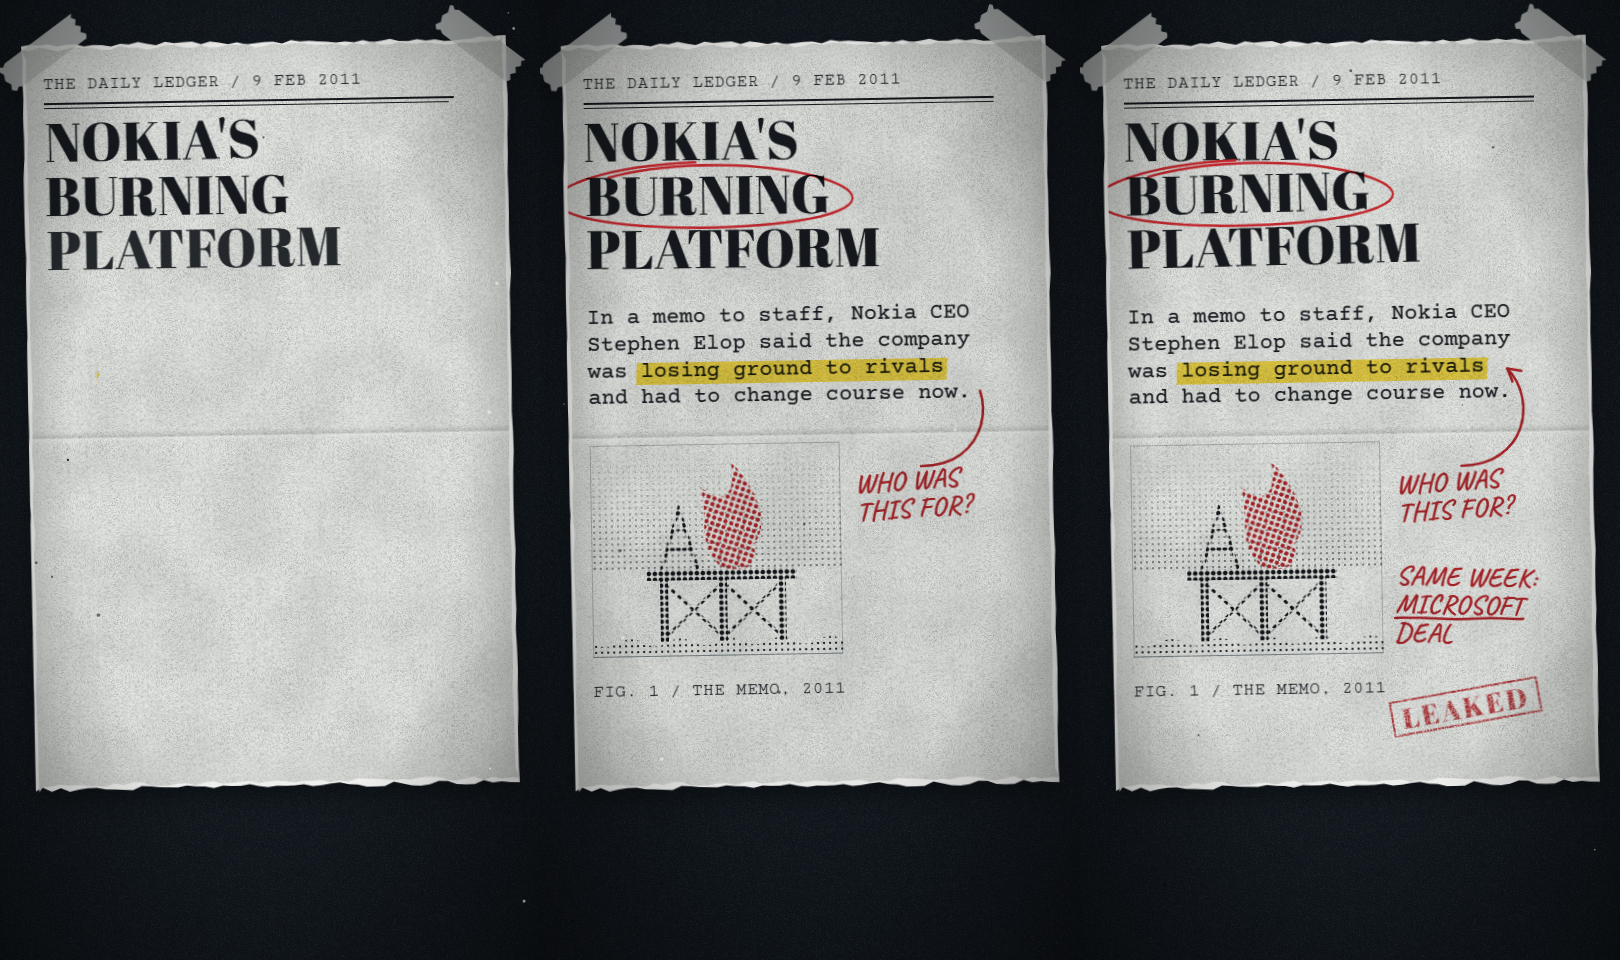 THE DAILY LEDGER / 9 FEB 2011
NOKIA'S
BURNING
PLATFORM
THE DAILY LEDGER / 9 FEB 2011
NOKIA'S
BURNING
PLATFORM
In a memo to staff, Nokia CEO
Stephen Elop said the company
was losing ground to rivals
and had to change course now.
WHO WAS
THIS FOR?
FIG. 1 / THE MEMO, 2011
THE DAILY LEDGER / 9 FEB 2011
NOKIA'S
BURNING
PLATFORM
In a memo to staff, Nokia CEO
Stephen Elop said the company
was losing ground to rivals
and had to change course now.
WHO WAS
THIS FOR?
SAME WEEK:
MICROSOFT
DEAL
FIG. 1 / THE MEMO, 2011
LEAKED